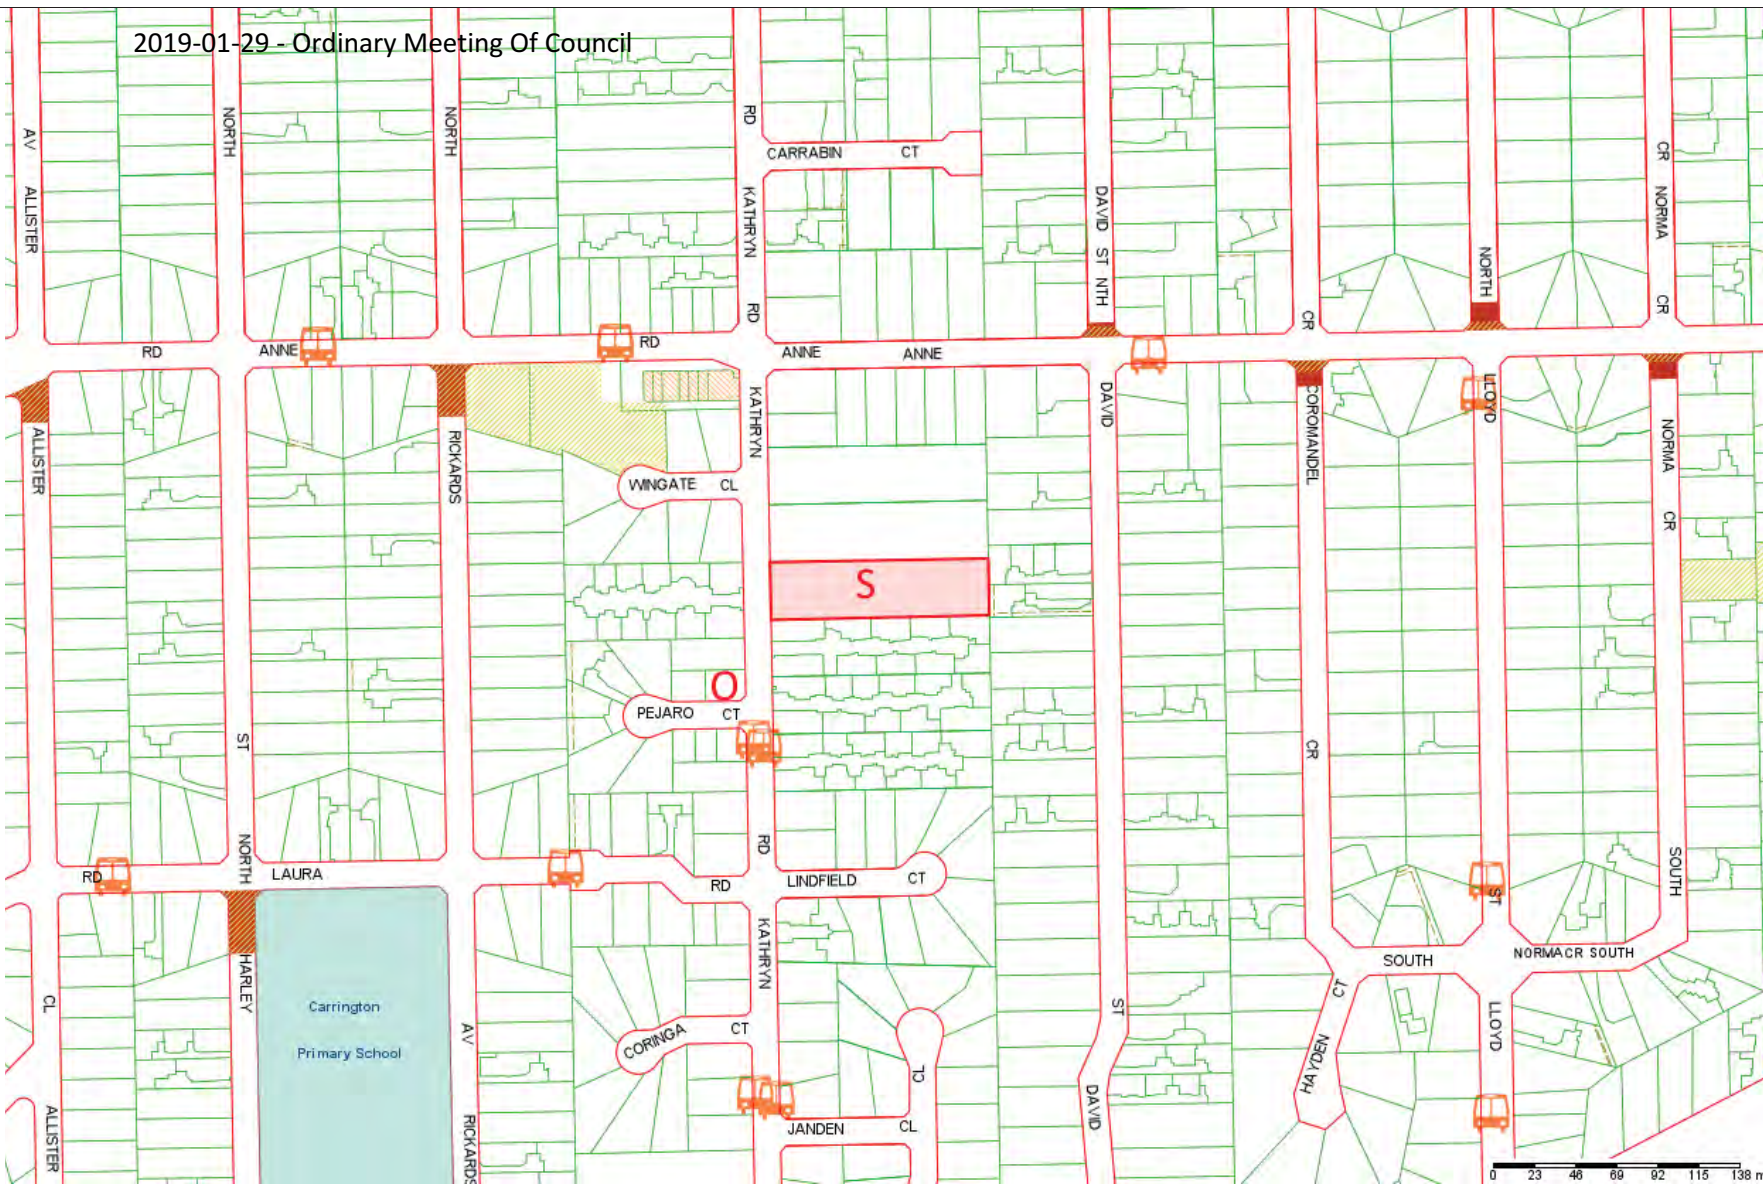 2019-01-29 - Ordinary Meeting Of Council
AV
ALLISTER
NORTH
NORTH
RD
KATHRYN
RD
CARRABIN CT
DAVID ST NTH
CR
NORTH
CR
NORMA
CR
RD
ANNE
RD
ANNE
ANNE
ALLISTER
RICKARDS
KATHRYN
WINGATE CL
DAVID
COROMANDEL
LLOYD
NORMA
CR
S
O
PEJARO CT
ST
CR
NORTH
RD
LAURA
RD
RD
LINDFIELD CT
ST
SOUTH
KATHRYN
SOUTH
NORMACR SOUTH
CL
HARLEY
Carrington
Primary School
AV
CORINGA CT
CL
ST
CT
HAYDEN
LLOYD
ALLISTER
RICKARDS
JANDEN CL
DAVID
0 23 46 69 92 115 138 m